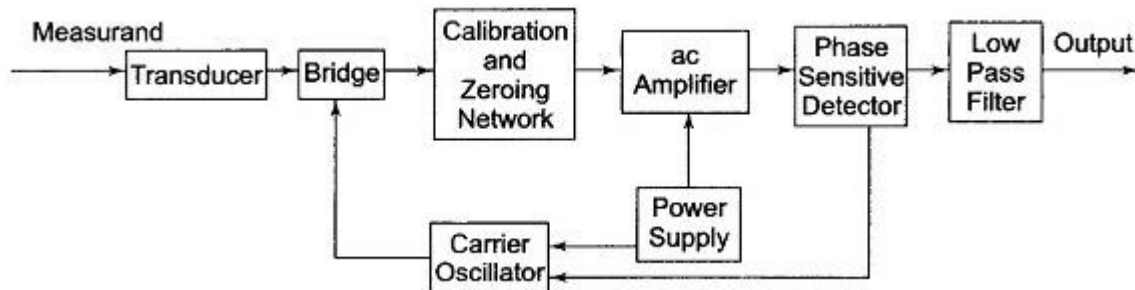 Measurand
Transducer
Bridge
Calibration
and
Zeroing
Network
ac
Amplifier
Phase
Sensitive
Detector
Low
Pass
Filter
Output
Power
Supply
Carrier
Oscillator